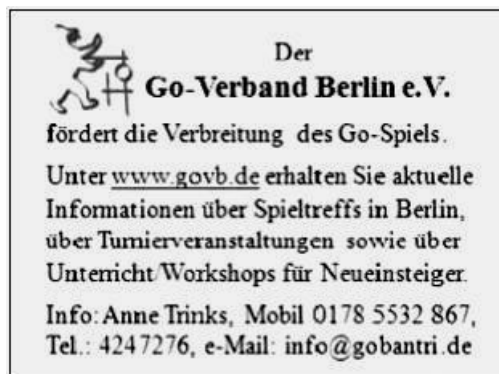 Der
Go-Verband Berlin e.V.
fördert die Verbreitung des Go-Spiels.
Unter www.govb.de erhalten Sie aktuelle
Informationen über Spieltreffs in Berlin,
über Turnierveranstaltungen sowie über
Unterricht/Workshops für Neueinsteiger.
Info: Anne Trinks, Mobil 0178 5532 867,
Tel.: 4247276, e-Mail: info@gobantri.de